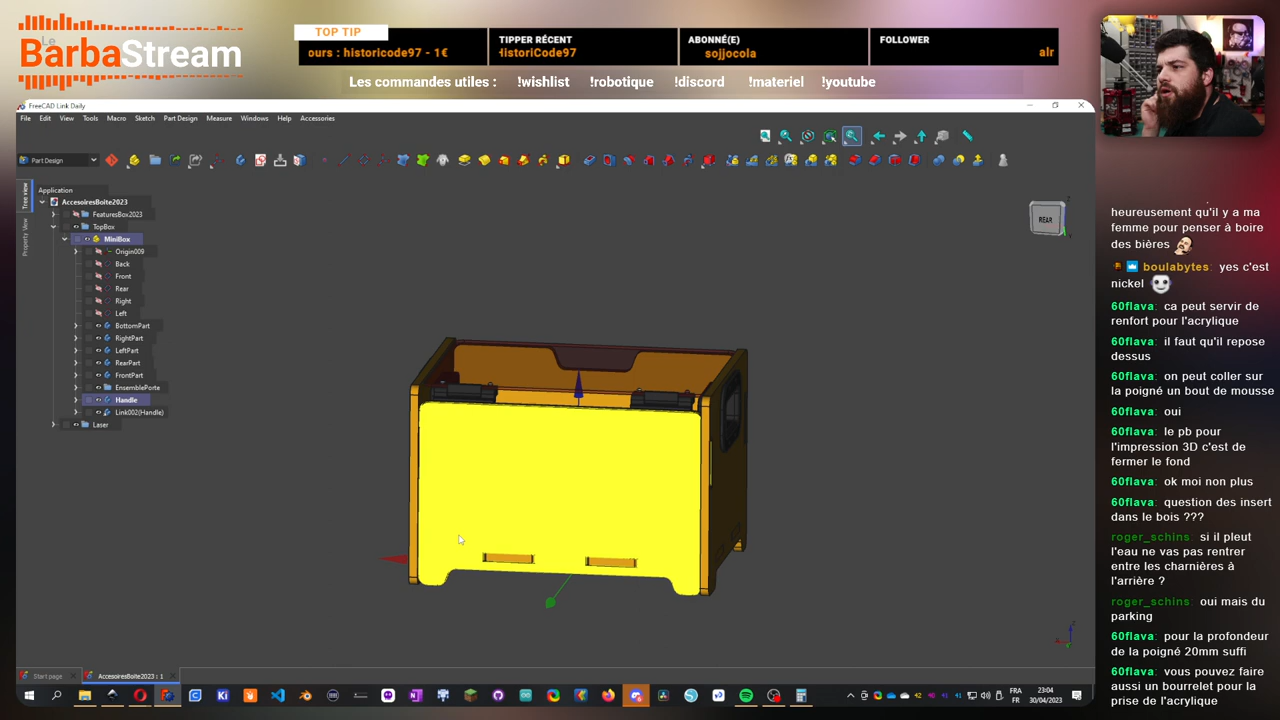 Le
BarbaStream
TOP TIP
ours : historicode97 - 1€
TIPPER RÉCENT
HistoriCode97
ABONNÉ(E)
sojjocola
FOLLOWER
alr
Les commandes utiles : !wishlist !robotique !discord !materiel !youtube
FreeCAD Link Daily
File Edit View Tools Macro Sketch Part Design Measure Windows Help Accessories
Part Design
Tree view
Property View
Application
AccesoiresBoite2023
FeaturesBox2023
TopBox
MiniBox
Origin009
Back
Front
Rear
Right
Left
BottomPart
RightPart
LeftPart
RearPart
FrontPart
EnsemblePorte
Handle
Link002(Handle)
Laser
REAR
heureusement qu'il y a ma
femme pour penser à boire
des bières
boulabytes: yes c'est
nickel
60flava: ca peut servir de
renfort pour l'acrylique
60flava: il faut qu'il repose
dessus
60flava: on peut coller sur
la poigné un bout de mousse
60flava: oui
60flava: le pb pour
l'impression 3D c'est de
fermer le fond
60flava: ok moi non plus
60flava: question des insert
dans le bois ???
roger_schins: si il pleut
l'eau ne vas pas rentrer
entre les charnières à
l'arrière ?
roger_schins: oui mais du
parking
60flava: pour la profondeur
de la poigné 20mm suffi
60flava: vous pouvez faire
aussi un bourrelet pour la
prise de l'acrylique
Start page
AccesoiresBoite2023 : 1
FRA
FR
23:04
30/04/2023